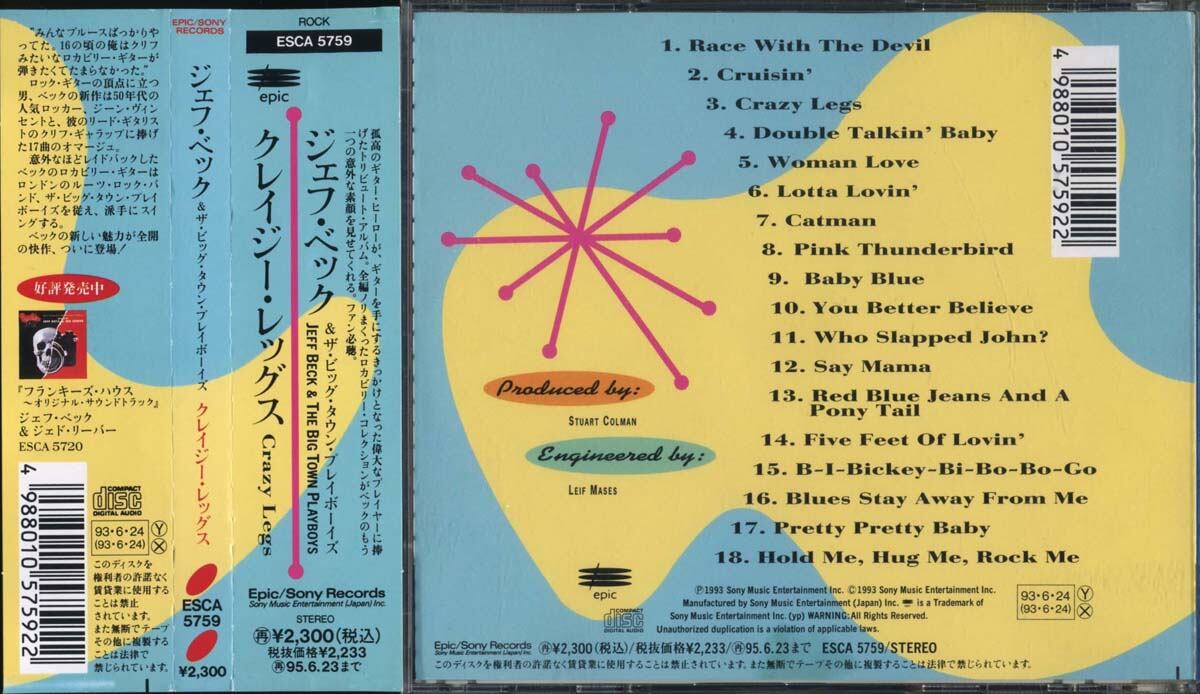 "みんなブルースばっかりや
ってた。16の頃の俺はクリフ
みたいなロカビリー・ギターが
弾きたくてたまらなかった。"
ロック・ギターの頂点に立つ
男、ベックの新作は50年代の
人気ロッカー、ジーン・ヴィン
セントと、彼のリード・ギタリス
トのクリフ・ギャラップに捧げ
た17曲のオマージュ。
意外なほどレイドバックした
ベックのロカビリー・ギターは
ロンドンのルーツ・ロック・バ
ンド、ザ・ビッグ・タウン・プレイ
ボーイズを従え、派手にスイ
ングする。
ベックの新しい魅力が全開
の快作、ついに登場!
好評発売中
『フランキーズ・ハウス
~オリジナル・サウンドトラック』
ジェフ・ベック
&ジェド・リーバー
ESCA 5720
4 988010 575922
COMPACT
disc
DIGITAL AUDIO
93・6・24 Y
(93・6・24) X
このディスクを
権利者の許諾なく
賃貸業に使用する
ことは禁止
されています。
また無断でテープ
その他に複製する
ことは法律で
禁じられています。
EPIC/SONY
RECORDS
ジェフ・ベック &ザ・ビッグ・タウン・プレイボーイズ クレイジー・レッグス
ESCA
5759
¥2,300
ROCK
ESCA 5759
epic
孤高のギター・ヒーローが、ギターを手にするきっかけとなった偉大なプレイヤーに捧
げたトリビュート・アルバム。全編ノリまくったロカビリー・コレクションがベックのもう
一つの意外な素顔を見せてくれる。ファン必聴。
ジェフ・ベック &ザ・ビッグ・タウン・プレイボーイズ
JEFF BECK & THE BIG TOWN PLAYBOYS
クレイジー・レッグス Crazy Legs
Epic/Sony Records
Sony Music Entertainment (Japan) Inc.
STEREO
再¥2,300(税込)
税抜価格¥2,233
再95.6.23まで
1. Race With The Devil
2. Cruisin'
3. Crazy Legs
4. Double Talkin' Baby
5. Woman Love
6. Lotta Lovin'
7. Catman
8. Pink Thunderbird
9. Baby Blue
10. You Better Believe
11. Who Slapped John?
12. Say Mama
13. Red Blue Jeans And A
Pony Tail
14. Five Feet Of Lovin'
15. B-I-Bickey-Bi-Bo-Bo-Go
16. Blues Stay Away From Me
17. Pretty Pretty Baby
18. Hold Me, Hug Me, Rock Me
4 988010 575922
Produced by:
STUART COLMAN
Engineered by:
LEIF MASES
epic
COMPACT
disc
DIGITAL AUDIO
Ⓟ1993 Sony Music Entertainment Inc. ©1993 Sony Music Entertainment Inc.
Manufactured by Sony Music Entertainment (Japan) Inc. is a Trademark of
Sony Music Entertainment Inc. (yp) WARNING:All Rights Reserved.
Unauthorized duplication is a violation of applicable laws.
93・6・24 Y
(93・6・24) X
Epic/Sony Records
Sony Music Entertainment (Japan) Inc.
再¥2,300(税込)/税抜価格¥2,233/再95.6.23まで ESCA 5759/STEREO
このディスクを、権利者の許諾なく賃貸業に使用することは禁止されています。また無断でテープその他に複製することは法律で禁じられています。